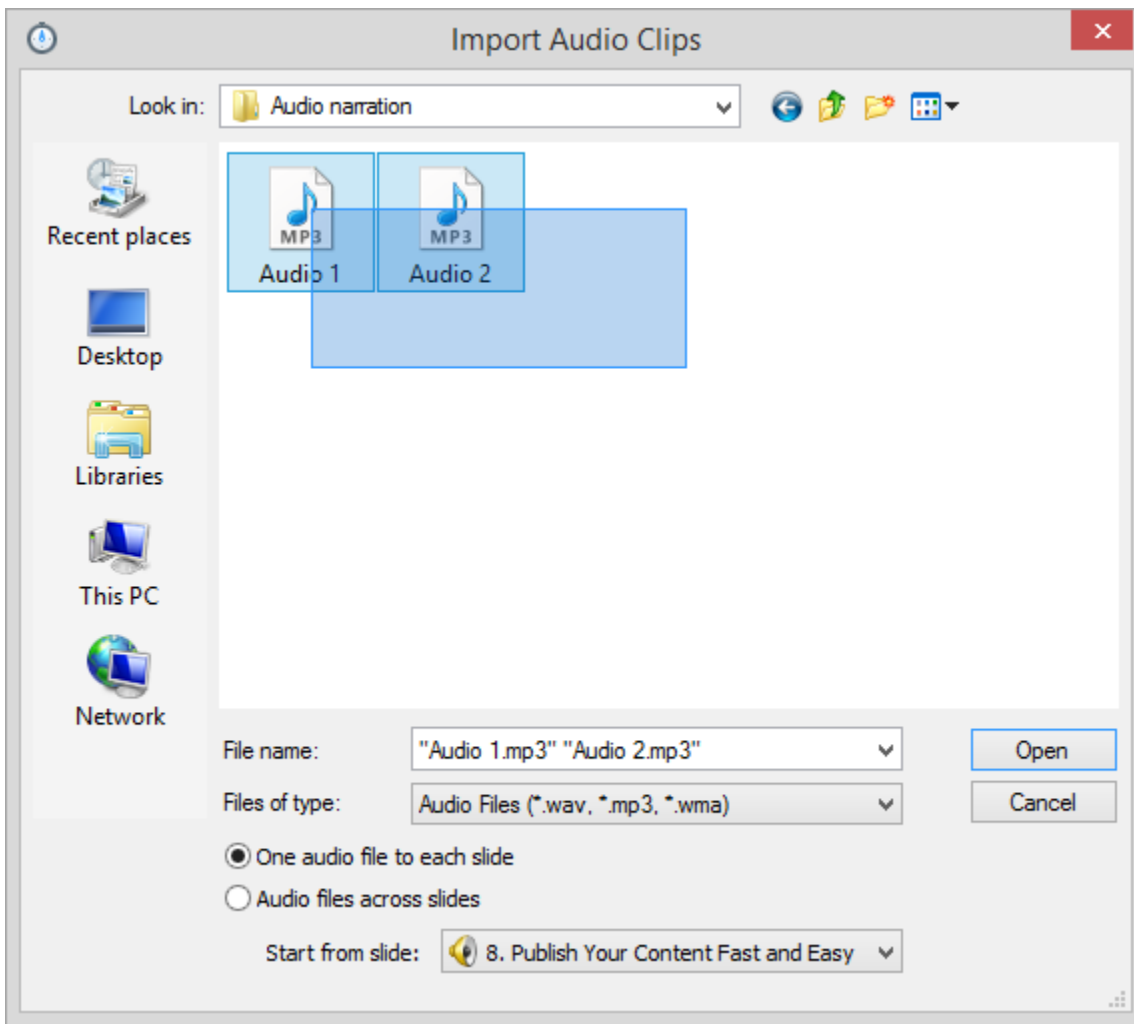 Import Audio Clips
Look in: Audio narration
Recent places
Desktop
Libraries
This PC
Network
MP3 MP3
Audio 1 Audio 2
File name: "Audio 1.mp3" "Audio 2.mp3" Open
Files of type: Audio Files (*.wav, *.mp3, *.wma) Cancel
One audio file to each slide
Audio files across slides
Start from slide: 8. Publish Your Content Fast and Easy